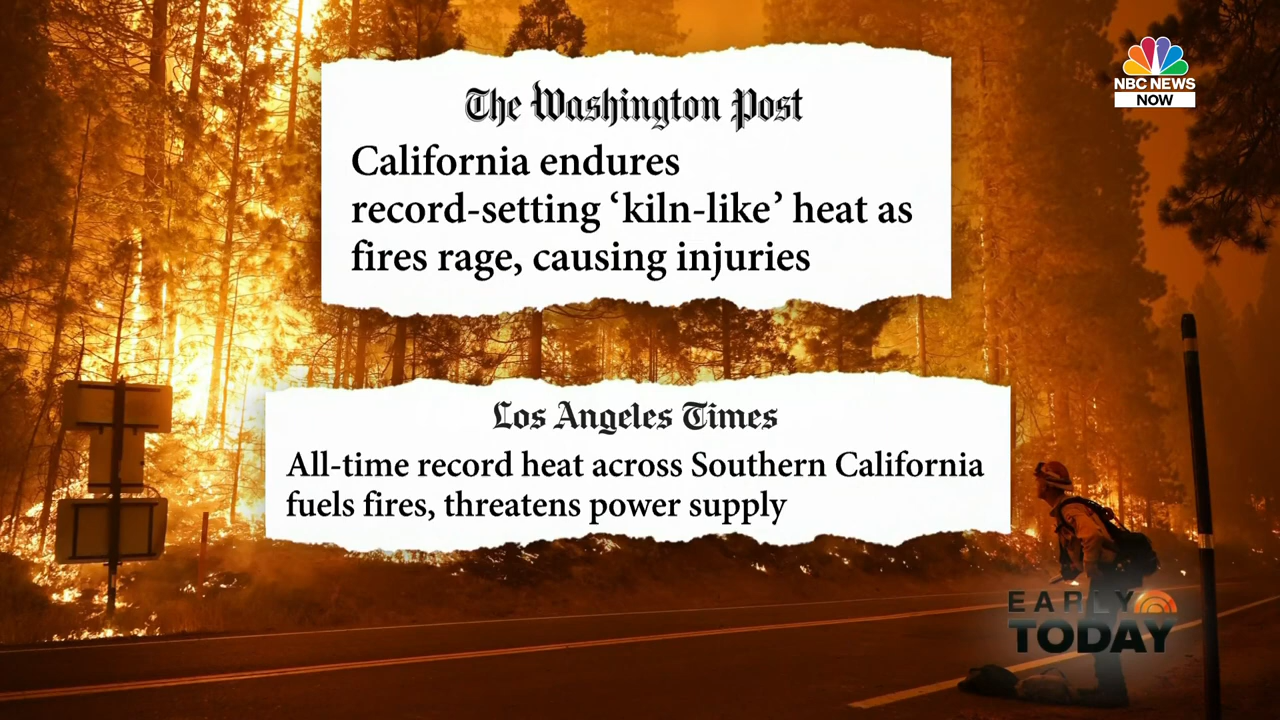 NBC NEWS
NOW
The Washington Post
California endures
record-setting ‘kiln-like’ heat as
fires rage, causing injuries
Los Angeles Times
All-time record heat across Southern California
fuels fires, threatens power supply
EARLY
TODAY